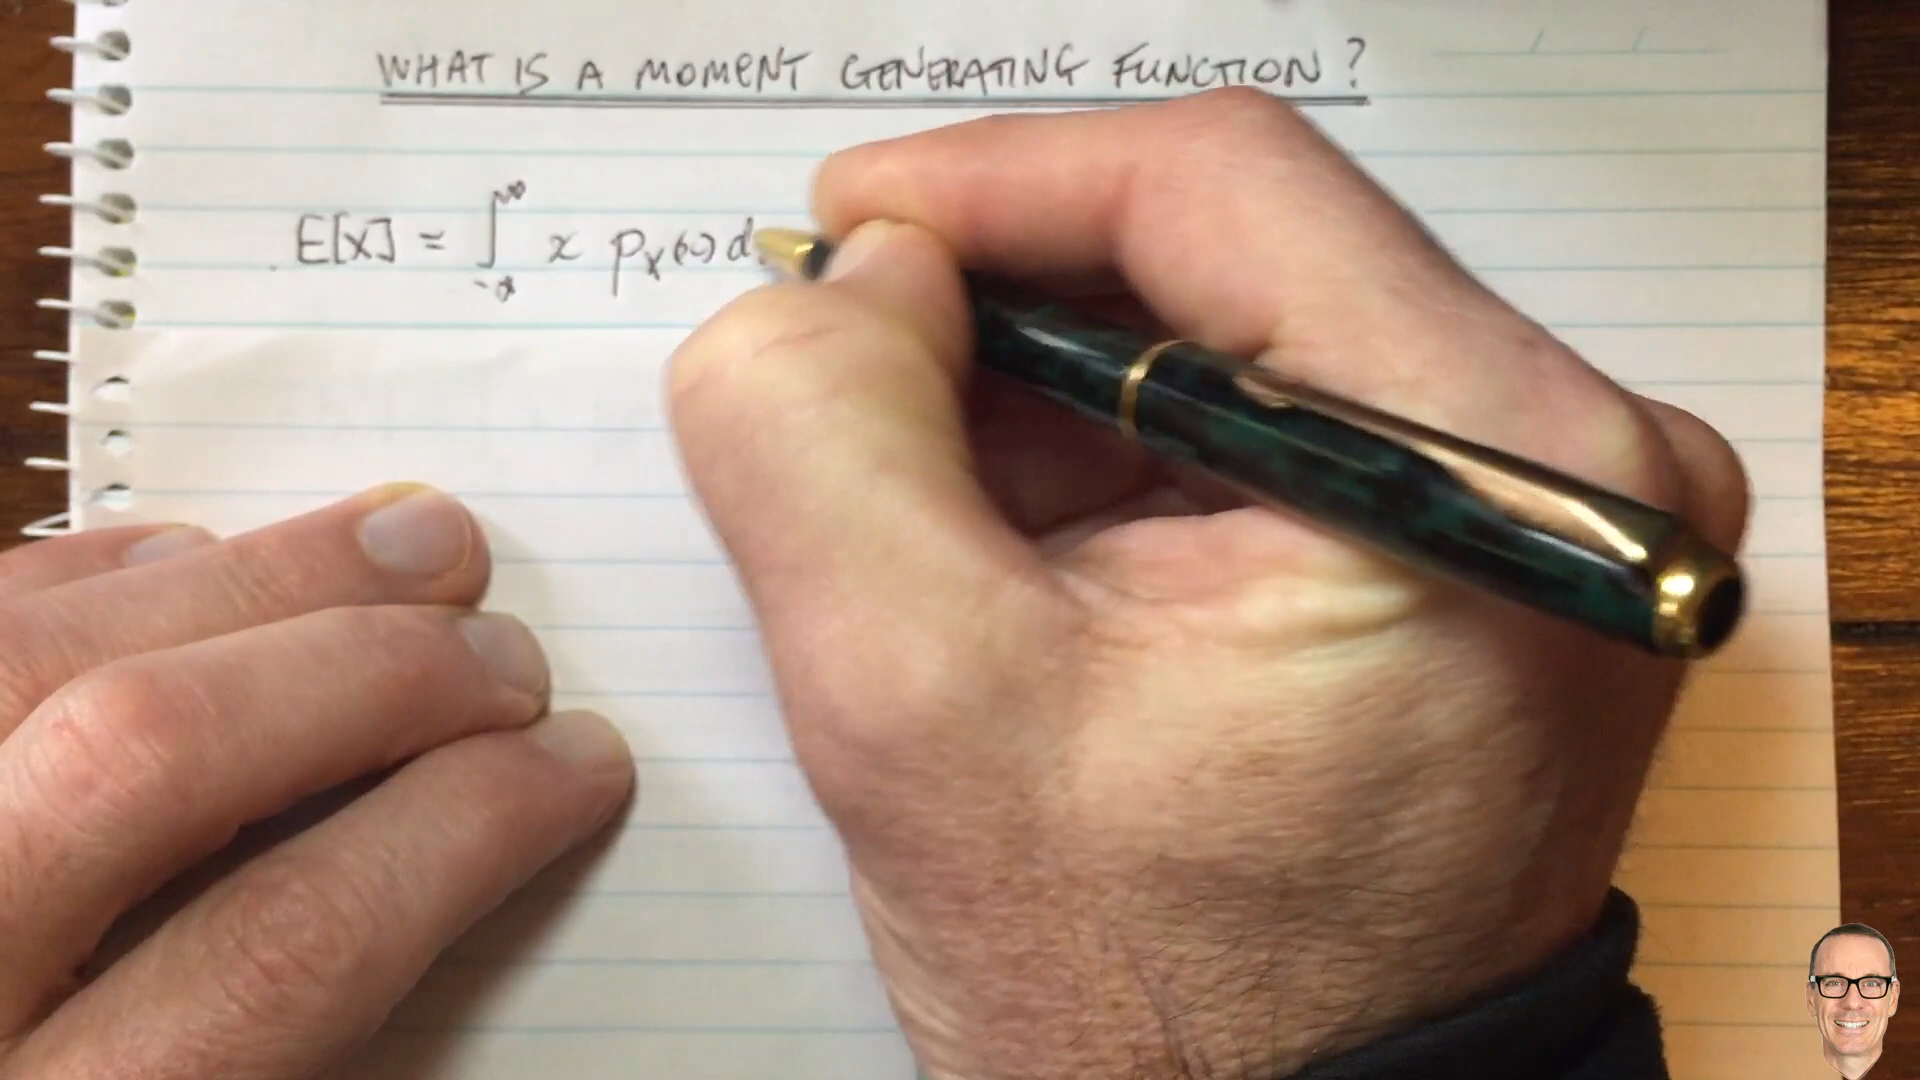 WHAT IS A MOMENT GENERATING FUNCTION?
E[X] = ∫_{-∞}^{∞} x p_X(x) d